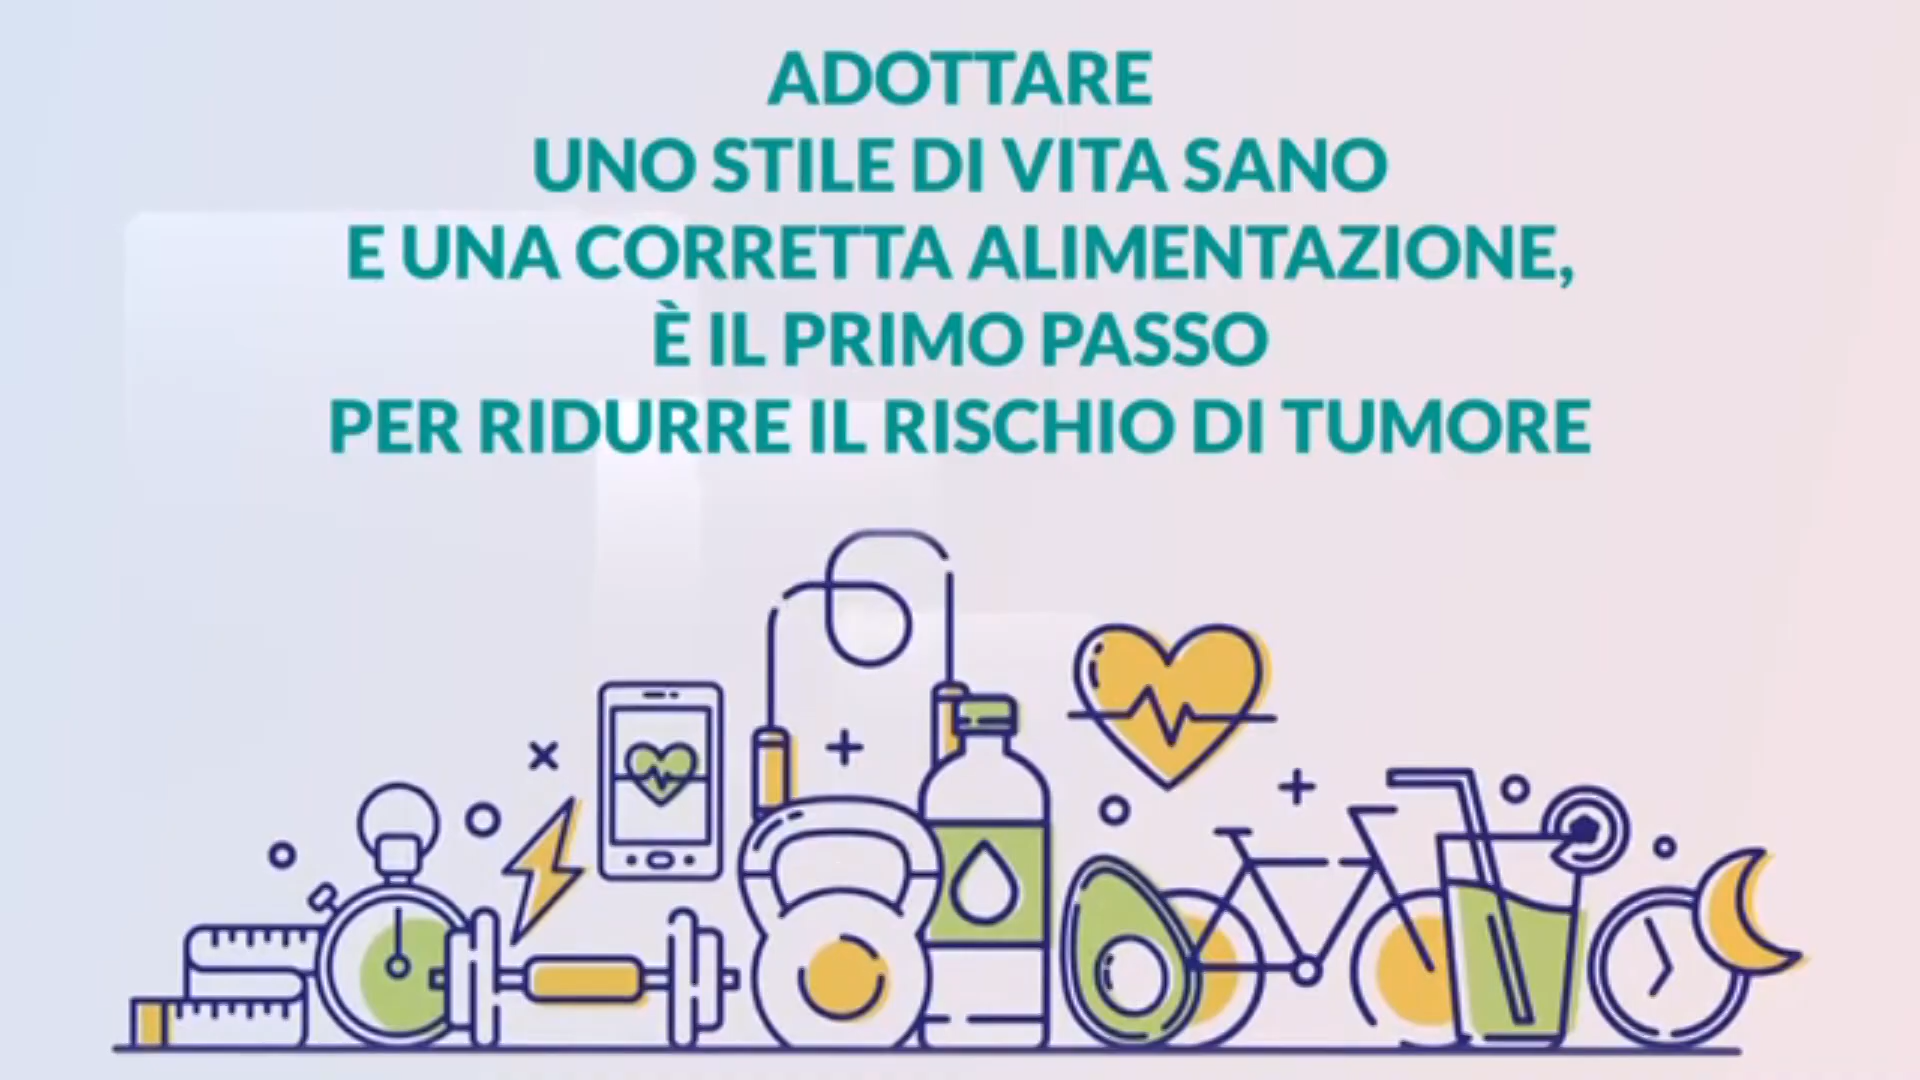 ADOTTARE
UNO STILE DI VITA SANO
E UNA CORRETTA ALIMENTAZIONE,
È IL PRIMO PASSO
PER RIDURRE IL RISCHIO DI TUMORE